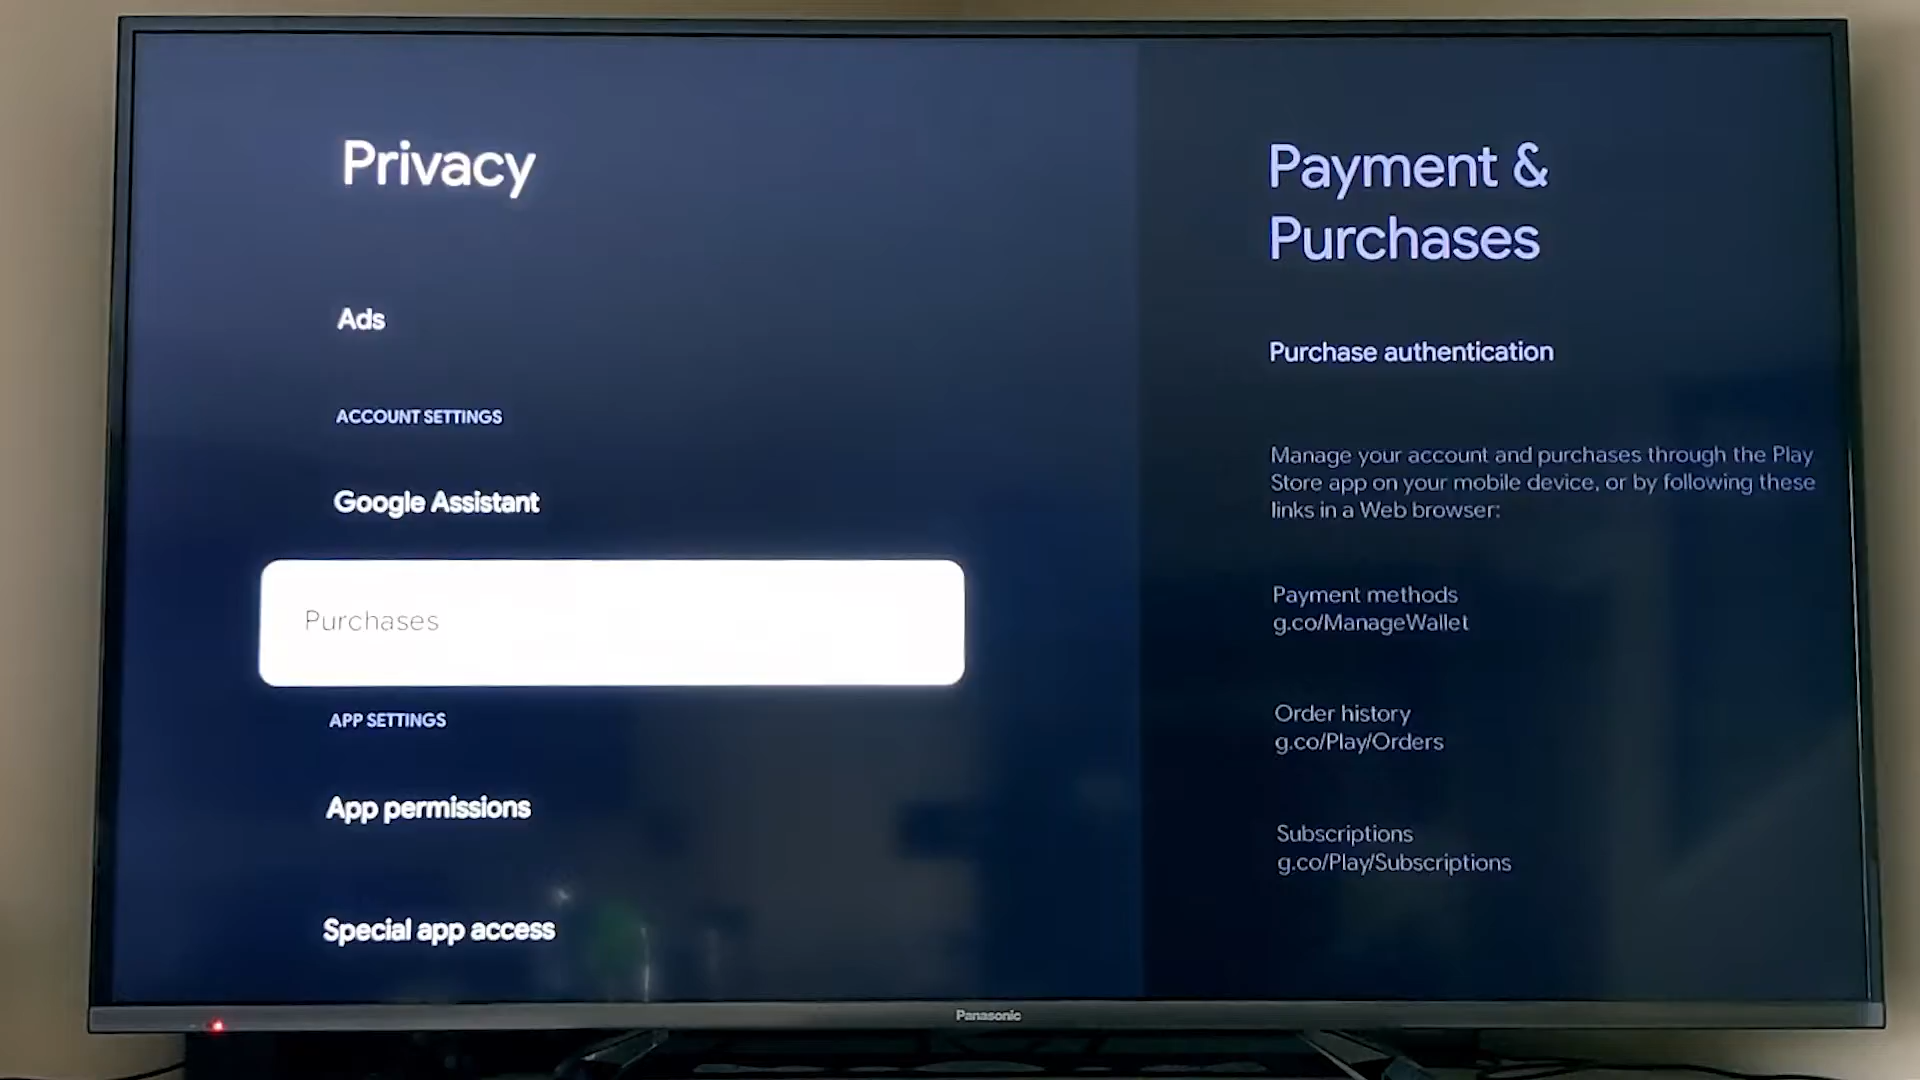 Privacy
Ads
ACCOUNT SETTINGS
Google Assistant
Purchases
APP SETTINGS
App permissions
Special app access
Payment &
Purchases
Purchase authentication
Manage your account and purchases through the Play
Store app on your mobile device, or by following these
links in a Web browser:
Payment methods
g.co/ManageWallet
Order history
g.co/Play/Orders
Subscriptions
g.co/Play/Subscriptions
Panasonic